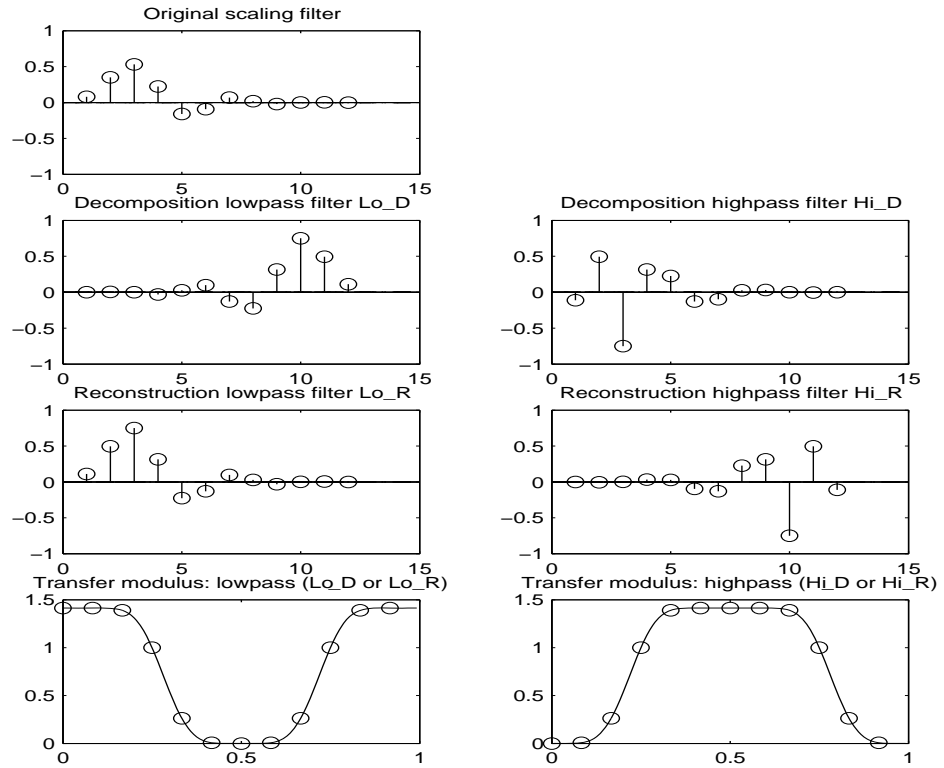 Original scaling filter
1
0.5
0
−0.5
−1
0 5 10 15
Decomposition lowpass filter Lo_D
1
0.5
0
−0.5
−1
0 5 10 15
Decomposition highpass filter Hi_D
1
0.5
0
−0.5
−1
0 5 10 15
Reconstruction lowpass filter Lo_R
1
0.5
0
−0.5
−1
0 5 10 15
Reconstruction highpass filter Hi_R
1
0.5
0
−0.5
−1
0 5 10 15
Transfer modulus: lowpass (Lo_D or Lo_R)
1.5
1
0.5
0
0 0.5 1
Transfer modulus: highpass (Hi_D or Hi_R)
1.5
1
0.5
0
0 0.5 1